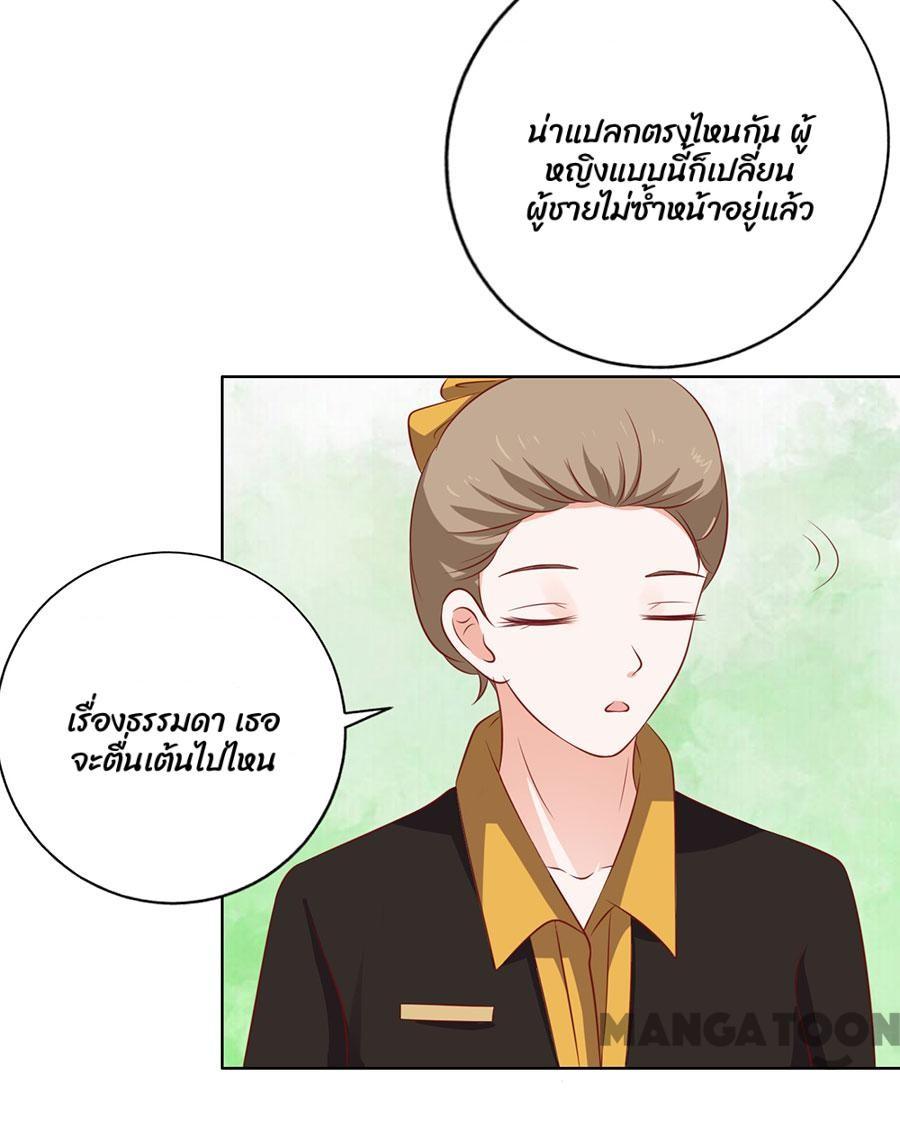 น่าแปลกตรงไหนกัน ผู้
หญิงแบบนี้ก็เปลี่ยน
ผู้ชายไม่ซ้ำหน้าอยู่แล้ว
เรื่องธรรมดา เธอ
จะตื่นเต้นไปไหน
MANGATOON